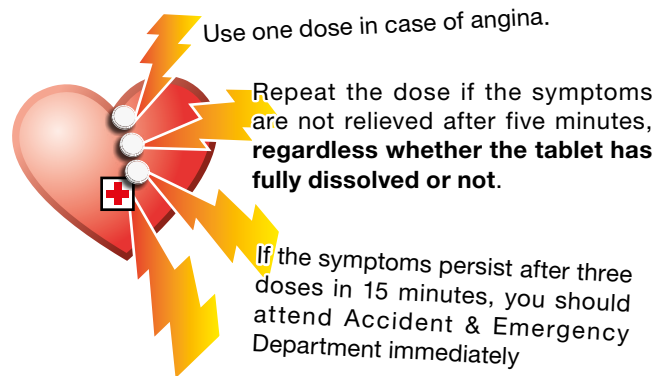 Use one dose in case of angina.
Repeat the dose if the symptoms
are not relieved after five minutes,
regardless whether the tablet has
fully dissolved or not.
If the symptoms persist after three
doses in 15 minutes, you should
attend Accident & Emergency
Department immediately